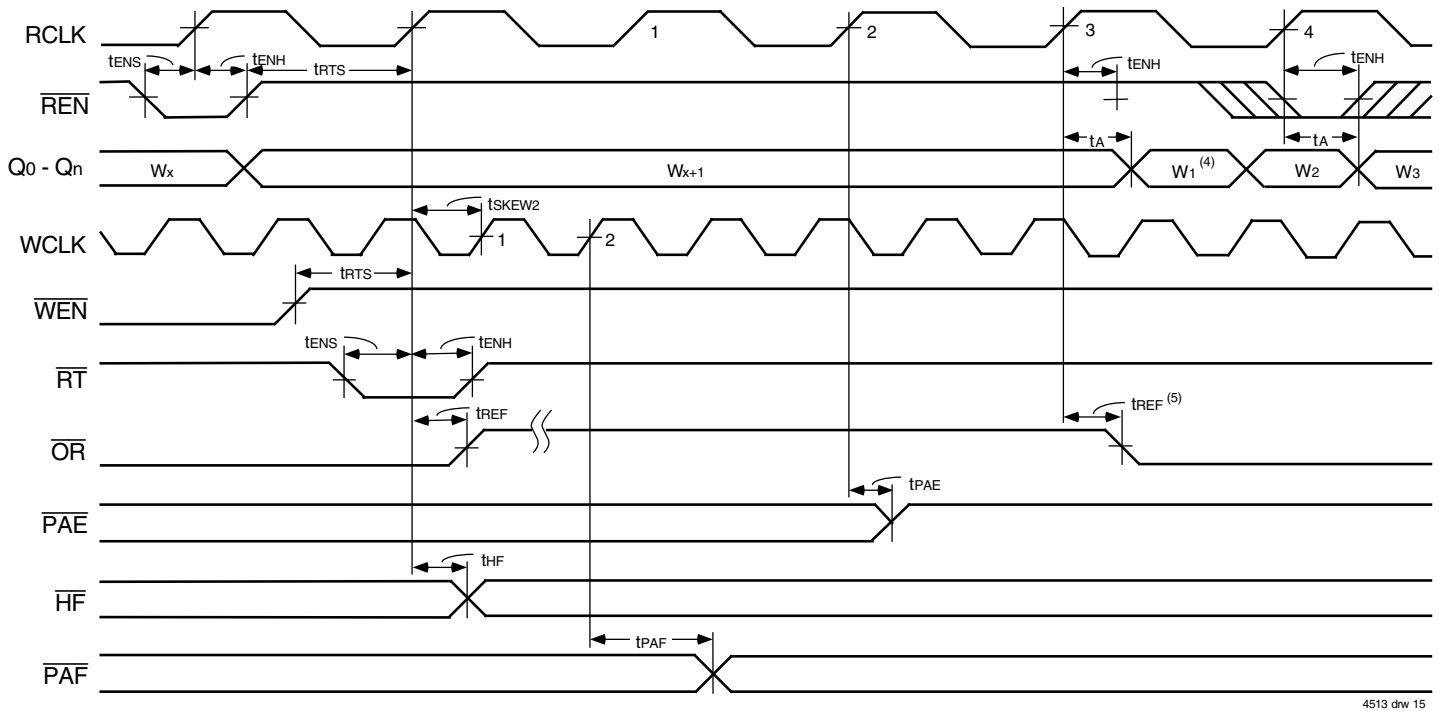 RCLK 1 2 3 4
tENS tENH tRTS tENH tENH
REN
tA tA
Q0 - Qn Wx Wx+1 W1 (4) W2 W3
tSKEW2
WCLK 1 2
tRTS
WEN
tENS tENH
RT
tREF tREF (5)
OR
tPAE
PAE
tHF
HF
tPAF
PAF
4513 drw 15